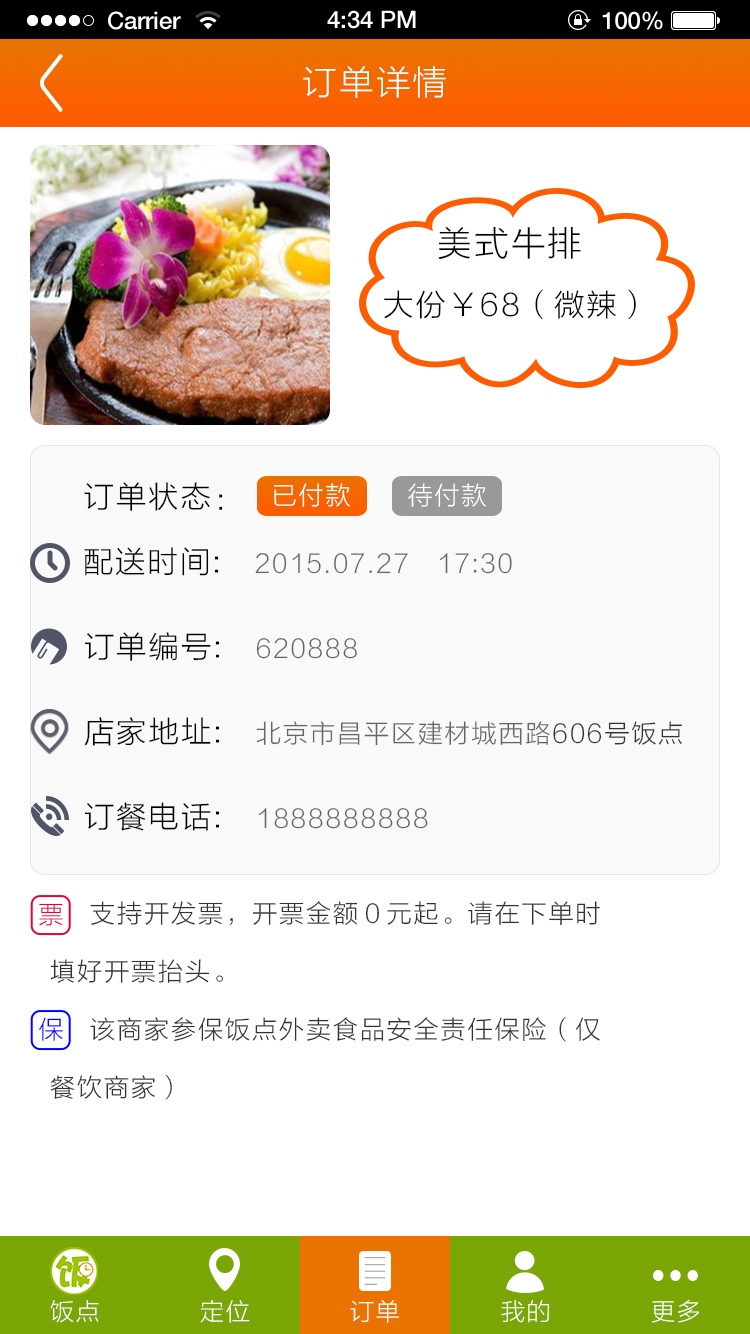 Carrier 4:34 PM 100%
订单详情
美式牛排
大份￥68（微辣）
订单状态： 已付款 待付款
配送时间: 2015.07.27 17:30
订单编号: 620888
店家地址: 北京市昌平区建材城西路606号饭点
订餐电话: 1888888888
票 支持开发票，开票金额0元起。请在下单时
填好开票抬头。
保 该商家参保饭点外卖食品安全责任保险（仅
餐饮商家）
饭
饭点 定位 订单 我的 更多